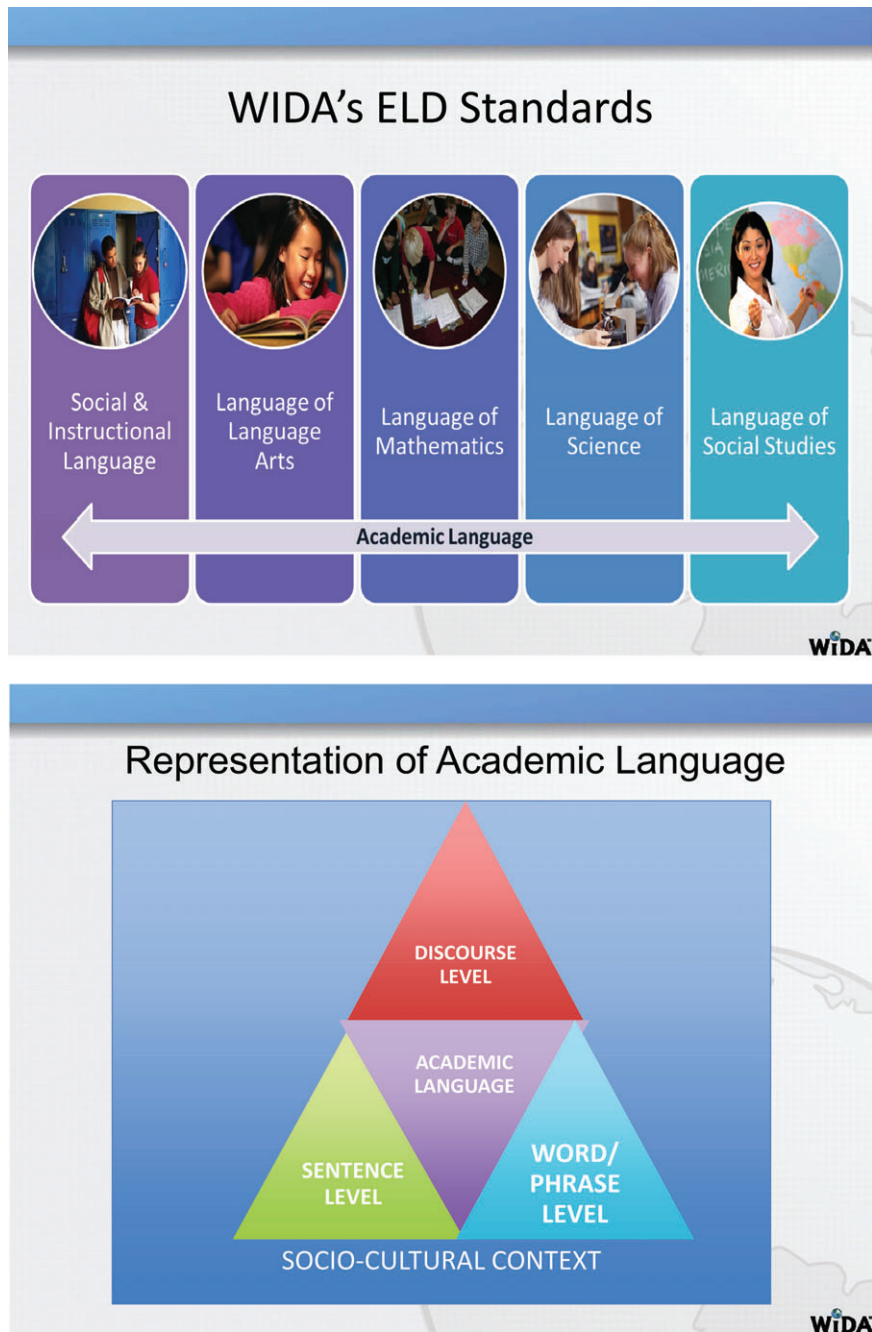 WIDA's ELD Standards
Social &
Instructional
Language
Language of
Language
Arts
Language of
Mathematics
Language of
Science
Language of
Social Studies
Academic Language
WIDA
Representation of Academic Language
DISCOURSE
LEVEL
ACADEMIC
LANGUAGE
SENTENCE
LEVEL
WORD/
PHRASE
LEVEL
SOCIO-CULTURAL CONTEXT
WIDA